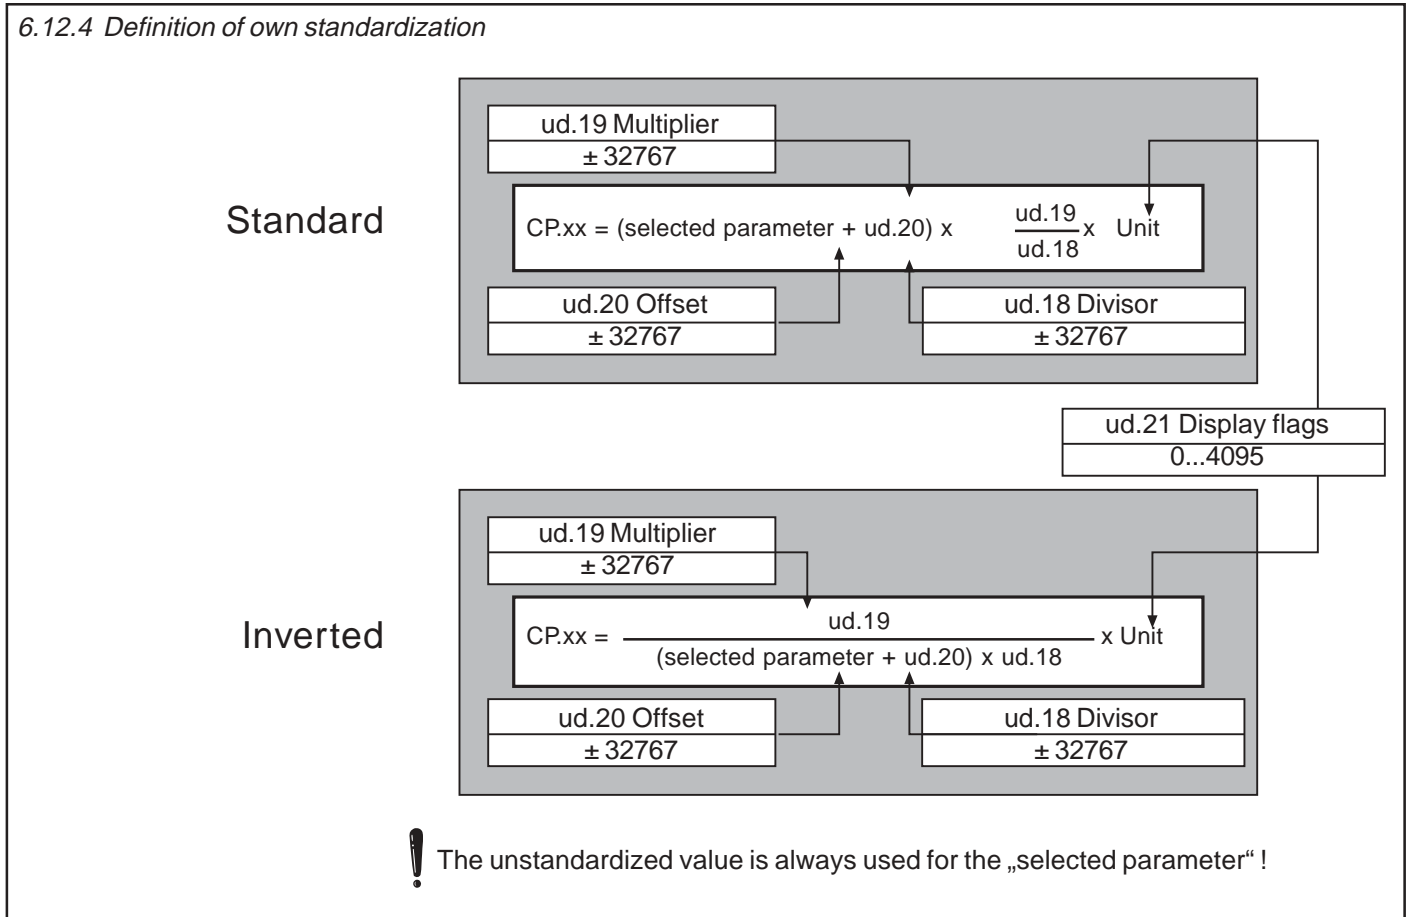 6.12.4 Definition of own standardization
ud.19 Multiplier
± 32767
Standard
CP.xx = (selected parameter + ud.20) x ud.19 x Unit
ud.18
ud.20 Offset
± 32767
ud.18 Divisor
± 32767
ud.21 Display flags
0...4095
ud.19 Multiplier
± 32767
Inverted
ud.19
CP.xx = x Unit
(selected parameter + ud.20) x ud.18
ud.20 Offset
± 32767
ud.18 Divisor
± 32767
! The unstandardized value is always used for the „selected parameter“ !